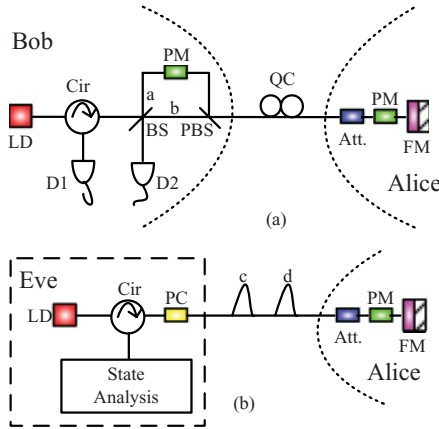 Bob
PM
Cir
a
b
QC
PM
LD
BS
PBS
Att.
FM
D1
D2
Alice
(a)
Eve
Cir
PC
c
d
PM
LD
Att.
FM
State
Analysis
Alice
(b)